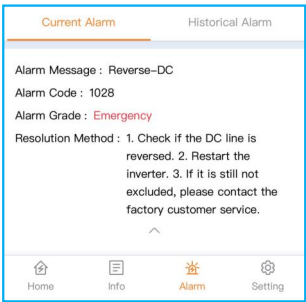 Current Alarm
Historical Alarm
Alarm Message : Reverse-DC
Alarm Code : 1028
Alarm Grade : Emergency
Resolution Method : 1. Check if the DC line is
reversed. 2. Restart the
inverter. 3. If it is still not
excluded, please contact the
factory customer service.
Home
Info
Alarm
Setting